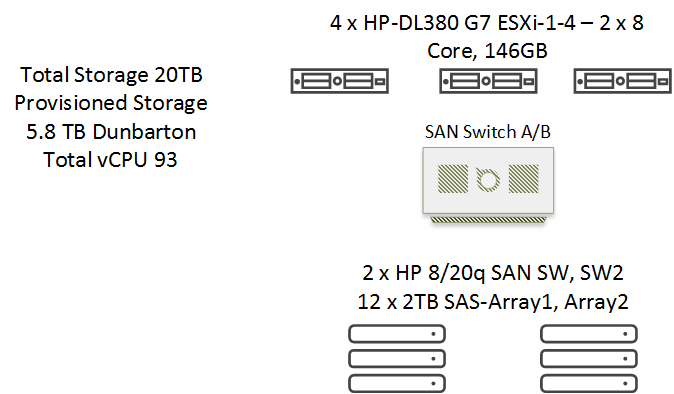 4 x HP-DL380 G7 ESXi-1-4 – 2 x 8
Core, 146GB
Total Storage 20TB
Provisioned Storage
5.8 TB Dunbarton
Total vCPU 93
SAN Switch A/B
2 x HP 8/20q SAN SW, SW2
12 x 2TB SAS-Array1, Array2